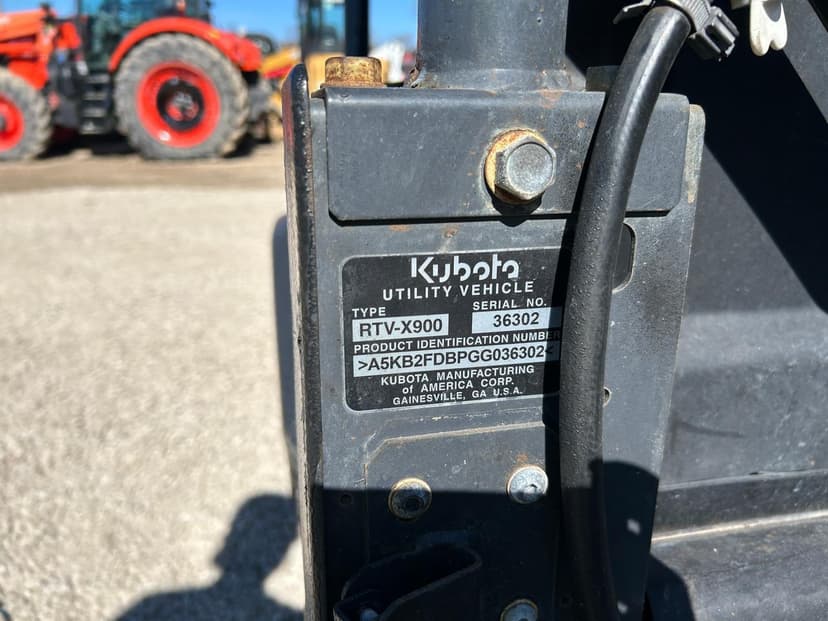 Kubota
UTILITY VEHICLE
TYPE SERIAL NO.
RTV-X900 36302
PRODUCT IDENTIFICATION NUMBER
>A5KB2FDBPGG036302<
KUBOTA MANUFACTURING
of AMERICA CORP.
GAINESVILLE, GA U.S.A.